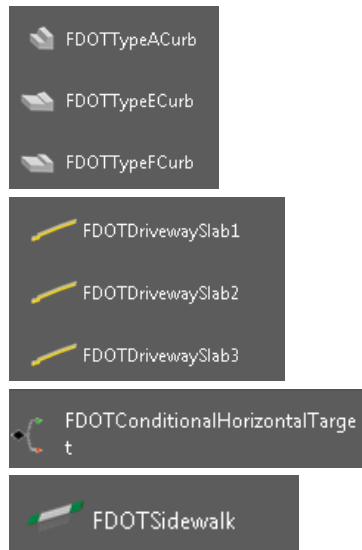 FDOTTypeACurb
FDOTTypeECurb
FDOTTypeFCurb
FDOTDrivewaySlab1
FDOTDrivewaySlab2
FDOTDrivewaySlab3
FDOTConditionalHorizontalTarge
t
FDOTSidewalk